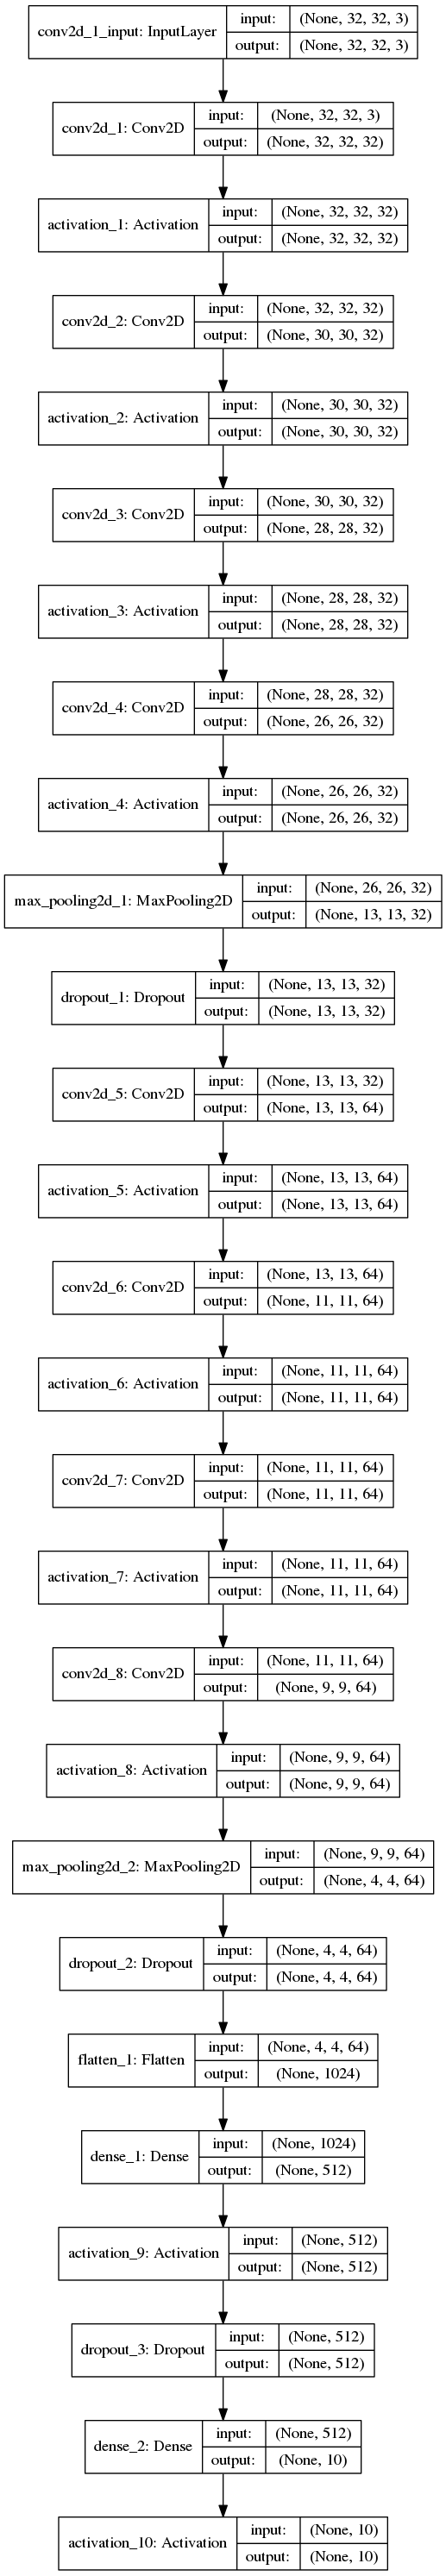 conv2d_1_input: InputLayer
input: (None, 32, 32, 3)
output: (None, 32, 32, 3)
conv2d_1: Conv2D
input: (None, 32, 32, 3)
output: (None, 32, 32, 32)
activation_1: Activation
input: (None, 32, 32, 32)
output: (None, 32, 32, 32)
conv2d_2: Conv2D
input: (None, 32, 32, 32)
output: (None, 30, 30, 32)
activation_2: Activation
input: (None, 30, 30, 32)
output: (None, 30, 30, 32)
conv2d_3: Conv2D
input: (None, 30, 30, 32)
output: (None, 28, 28, 32)
activation_3: Activation
input: (None, 28, 28, 32)
output: (None, 28, 28, 32)
conv2d_4: Conv2D
input: (None, 28, 28, 32)
output: (None, 26, 26, 32)
activation_4: Activation
input: (None, 26, 26, 32)
output: (None, 26, 26, 32)
max_pooling2d_1: MaxPooling2D
input: (None, 26, 26, 32)
output: (None, 13, 13, 32)
dropout_1: Dropout
input: (None, 13, 13, 32)
output: (None, 13, 13, 32)
conv2d_5: Conv2D
input: (None, 13, 13, 32)
output: (None, 13, 13, 64)
activation_5: Activation
input: (None, 13, 13, 64)
output: (None, 13, 13, 64)
conv2d_6: Conv2D
input: (None, 13, 13, 64)
output: (None, 11, 11, 64)
activation_6: Activation
input: (None, 11, 11, 64)
output: (None, 11, 11, 64)
conv2d_7: Conv2D
input: (None, 11, 11, 64)
output: (None, 11, 11, 64)
activation_7: Activation
input: (None, 11, 11, 64)
output: (None, 11, 11, 64)
conv2d_8: Conv2D
input: (None, 11, 11, 64)
output: (None, 9, 9, 64)
activation_8: Activation
input: (None, 9, 9, 64)
output: (None, 9, 9, 64)
max_pooling2d_2: MaxPooling2D
input: (None, 9, 9, 64)
output: (None, 4, 4, 64)
dropout_2: Dropout
input: (None, 4, 4, 64)
output: (None, 4, 4, 64)
flatten_1: Flatten
input: (None, 4, 4, 64)
output: (None, 1024)
dense_1: Dense
input: (None, 1024)
output: (None, 512)
activation_9: Activation
input: (None, 512)
output: (None, 512)
dropout_3: Dropout
input: (None, 512)
output: (None, 512)
dense_2: Dense
input: (None, 512)
output: (None, 10)
activation_10: Activation
input: (None, 10)
output: (None, 10)